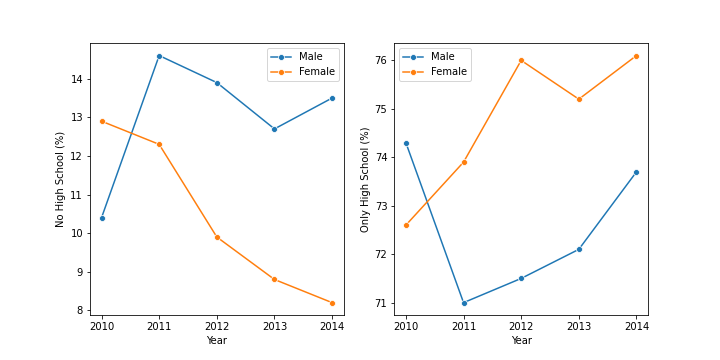 No High School (%)
14
13
12
11
10
9
8
Male
Female
2010 2011 2012 2013 2014
Year
Only High School (%)
76
75
74
73
72
71
Male
Female
2010 2011 2012 2013 2014
Year